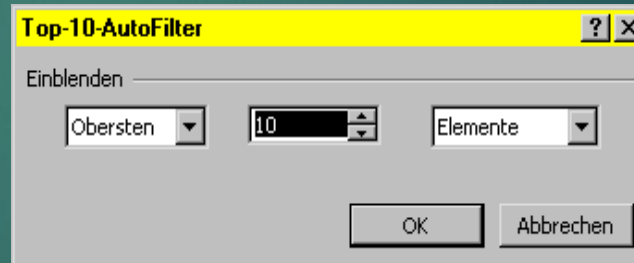 Top-10-AutoFilter ? X
Einblenden
Obersten 10 Elemente
OK Abbrechen